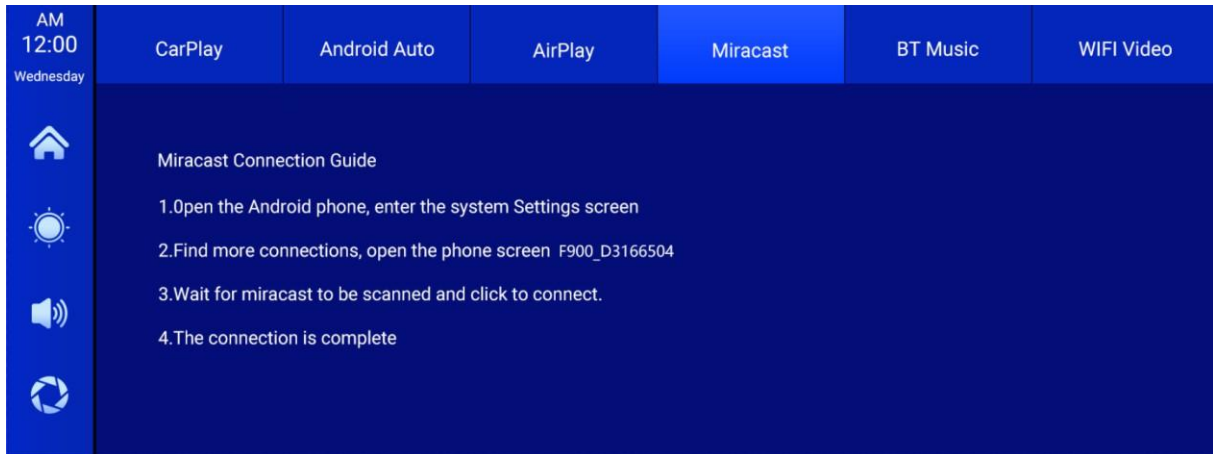 AM
12:00
Wednesday
CarPlay
Android Auto
AirPlay
Miracast
BT Music
WIFI Video
Miracast Connection Guide
1.Open the Android phone, enter the system Settings screen
2.Find more connections, open the phone screen F900_D3166504
3.Wait for miracast to be scanned and click to connect.
4.The connection is complete